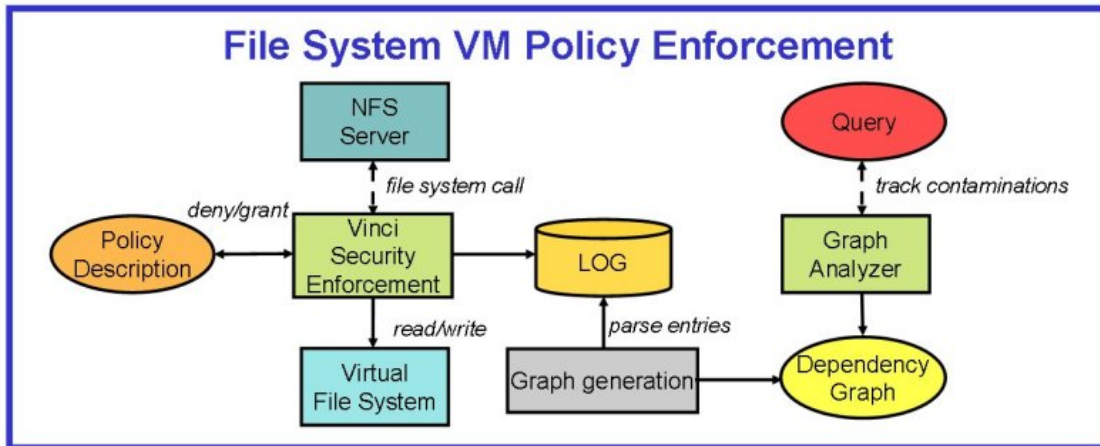 File System VM Policy Enforcement
NFS
Server
Query
file system call
track contaminations
deny/grant
Policy
Description
Vinci
Security
Enforcement
LOG
Graph
Analyzer
read/write
parse entries
Virtual
File System
Graph generation
Dependency
Graph